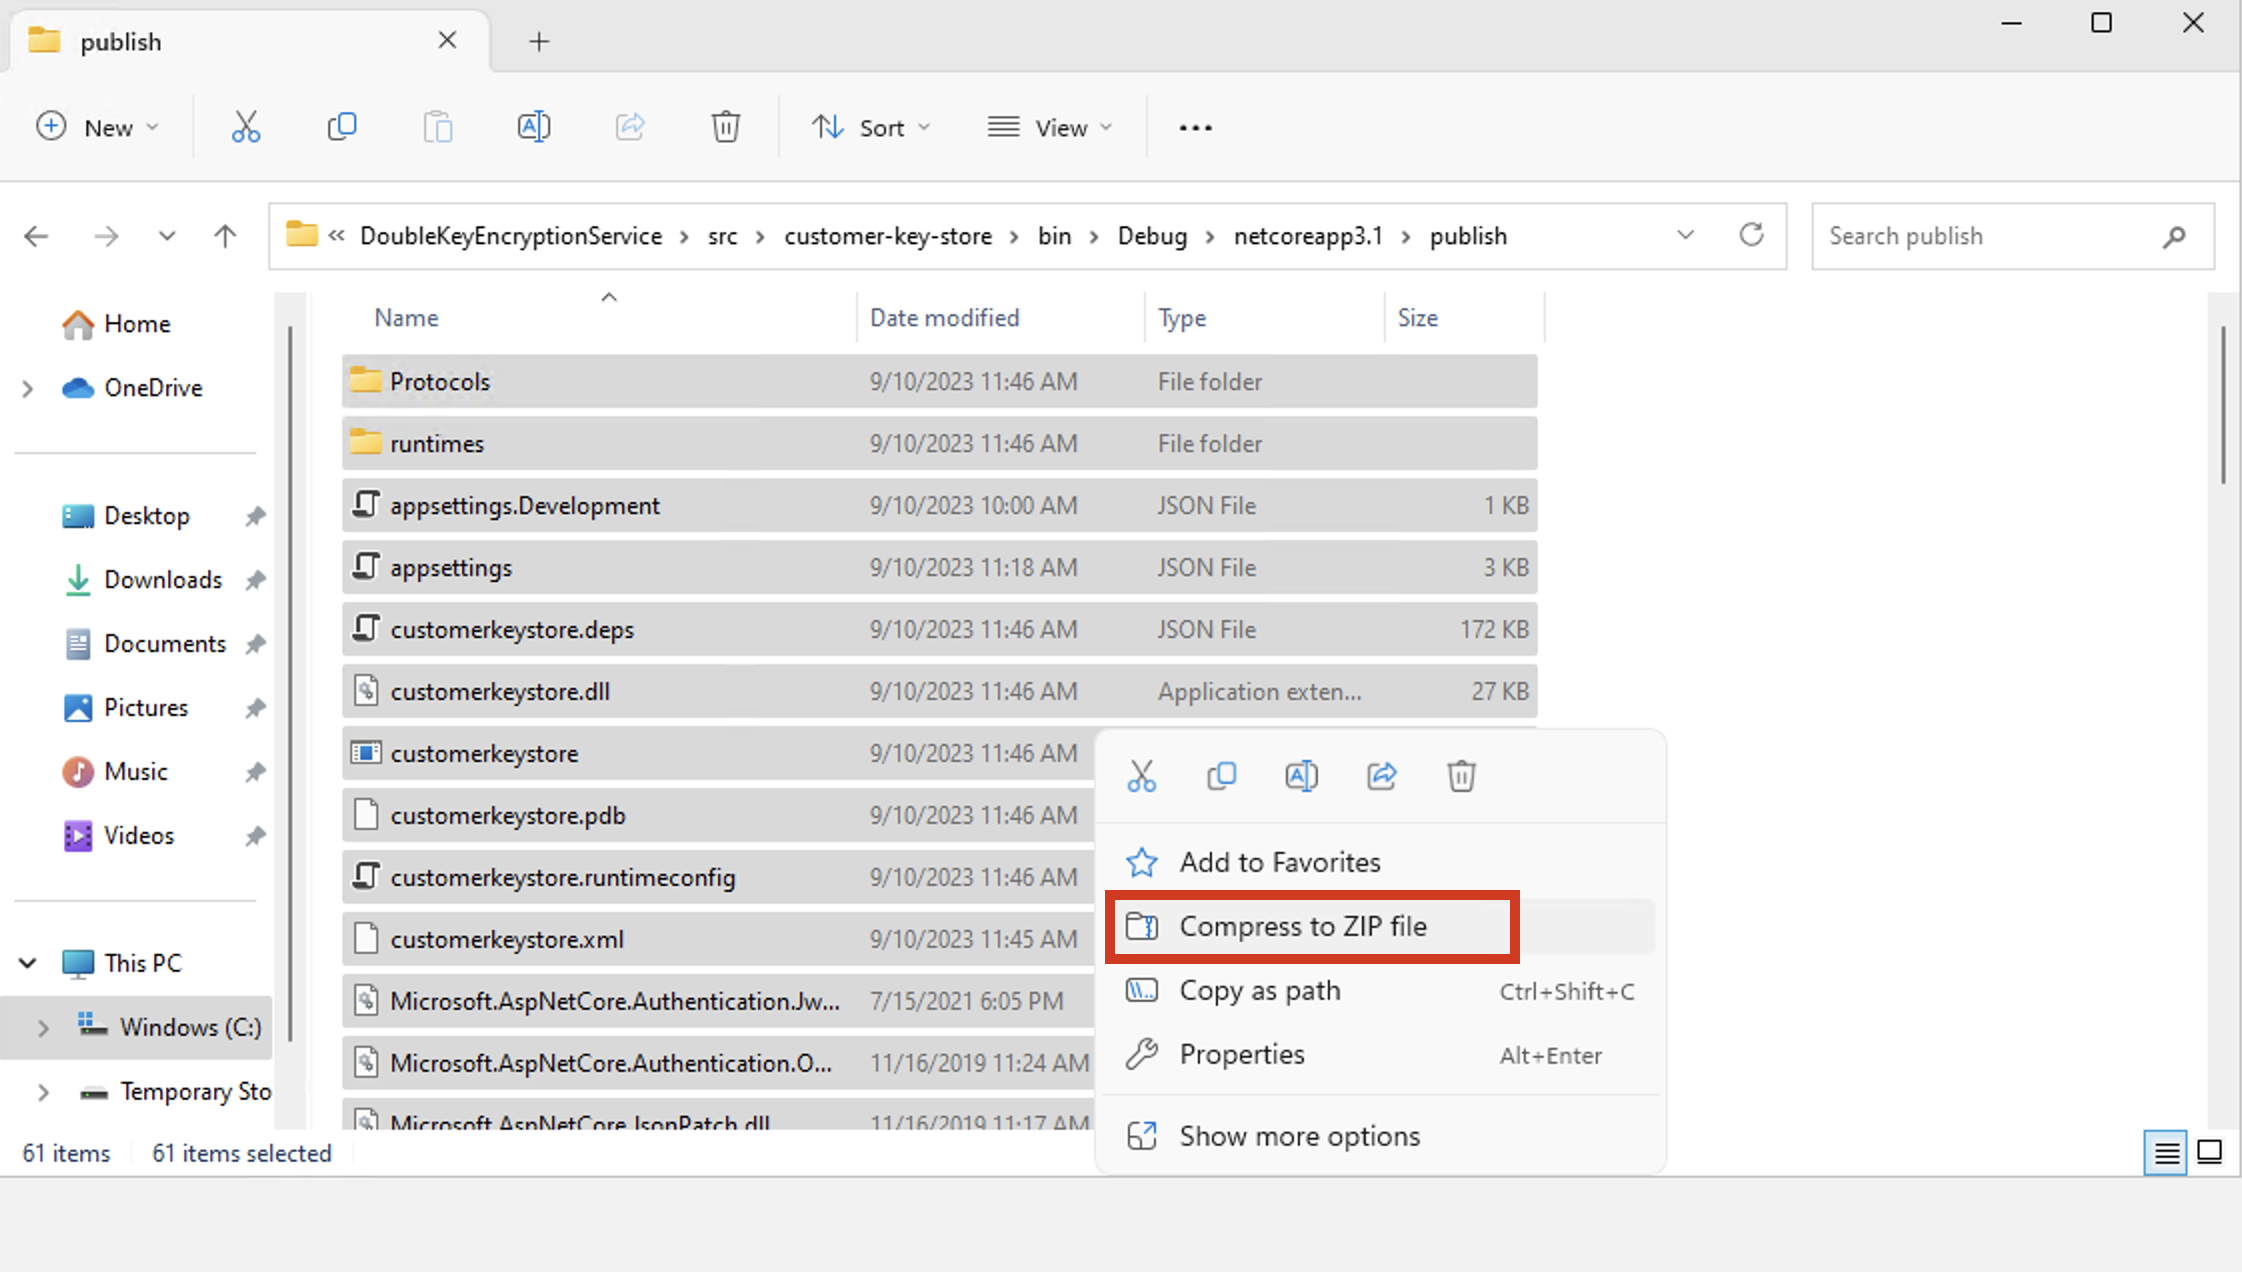 publish
New
Sort
View
DoubleKeyEncryptionService > src > customer-key-store > bin > Debug > netcoreapp3.1 > publish
Search publish
Home
OneDrive
Desktop
Downloads
Documents
Pictures
Music
Videos
This PC
Windows (C:)
Temporary Sto
Name Date modified Type Size
Protocols 9/10/2023 11:46 AM File folder
runtimes 9/10/2023 11:46 AM File folder
appsettings.Development 9/10/2023 10:00 AM JSON File 1 KB
appsettings 9/10/2023 11:18 AM JSON File 3 KB
customerkeystore.deps 9/10/2023 11:46 AM JSON File 172 KB
customerkeystore.dll 9/10/2023 11:46 AM Application exten... 27 KB
customerkeystore 9/10/2023 11:46 AM
customerkeystore.pdb 9/10/2023 11:46 AM
customerkeystore.runtimeconfig 9/10/2023 11:46 AM
customerkeystore.xml 9/10/2023 11:45 AM
Microsoft.AspNetCore.Authentication.Jw... 7/15/2021 6:05 PM
Microsoft.AspNetCore.Authentication.O... 11/16/2019 11:24 AM
Microsoft.AspNetCore.JsonPatch.dll 11/16/2019 11:17 AM
Add to Favorites
Compress to ZIP file
Copy as path Ctrl+Shift+C
Properties Alt+Enter
Show more options
61 items 61 items selected